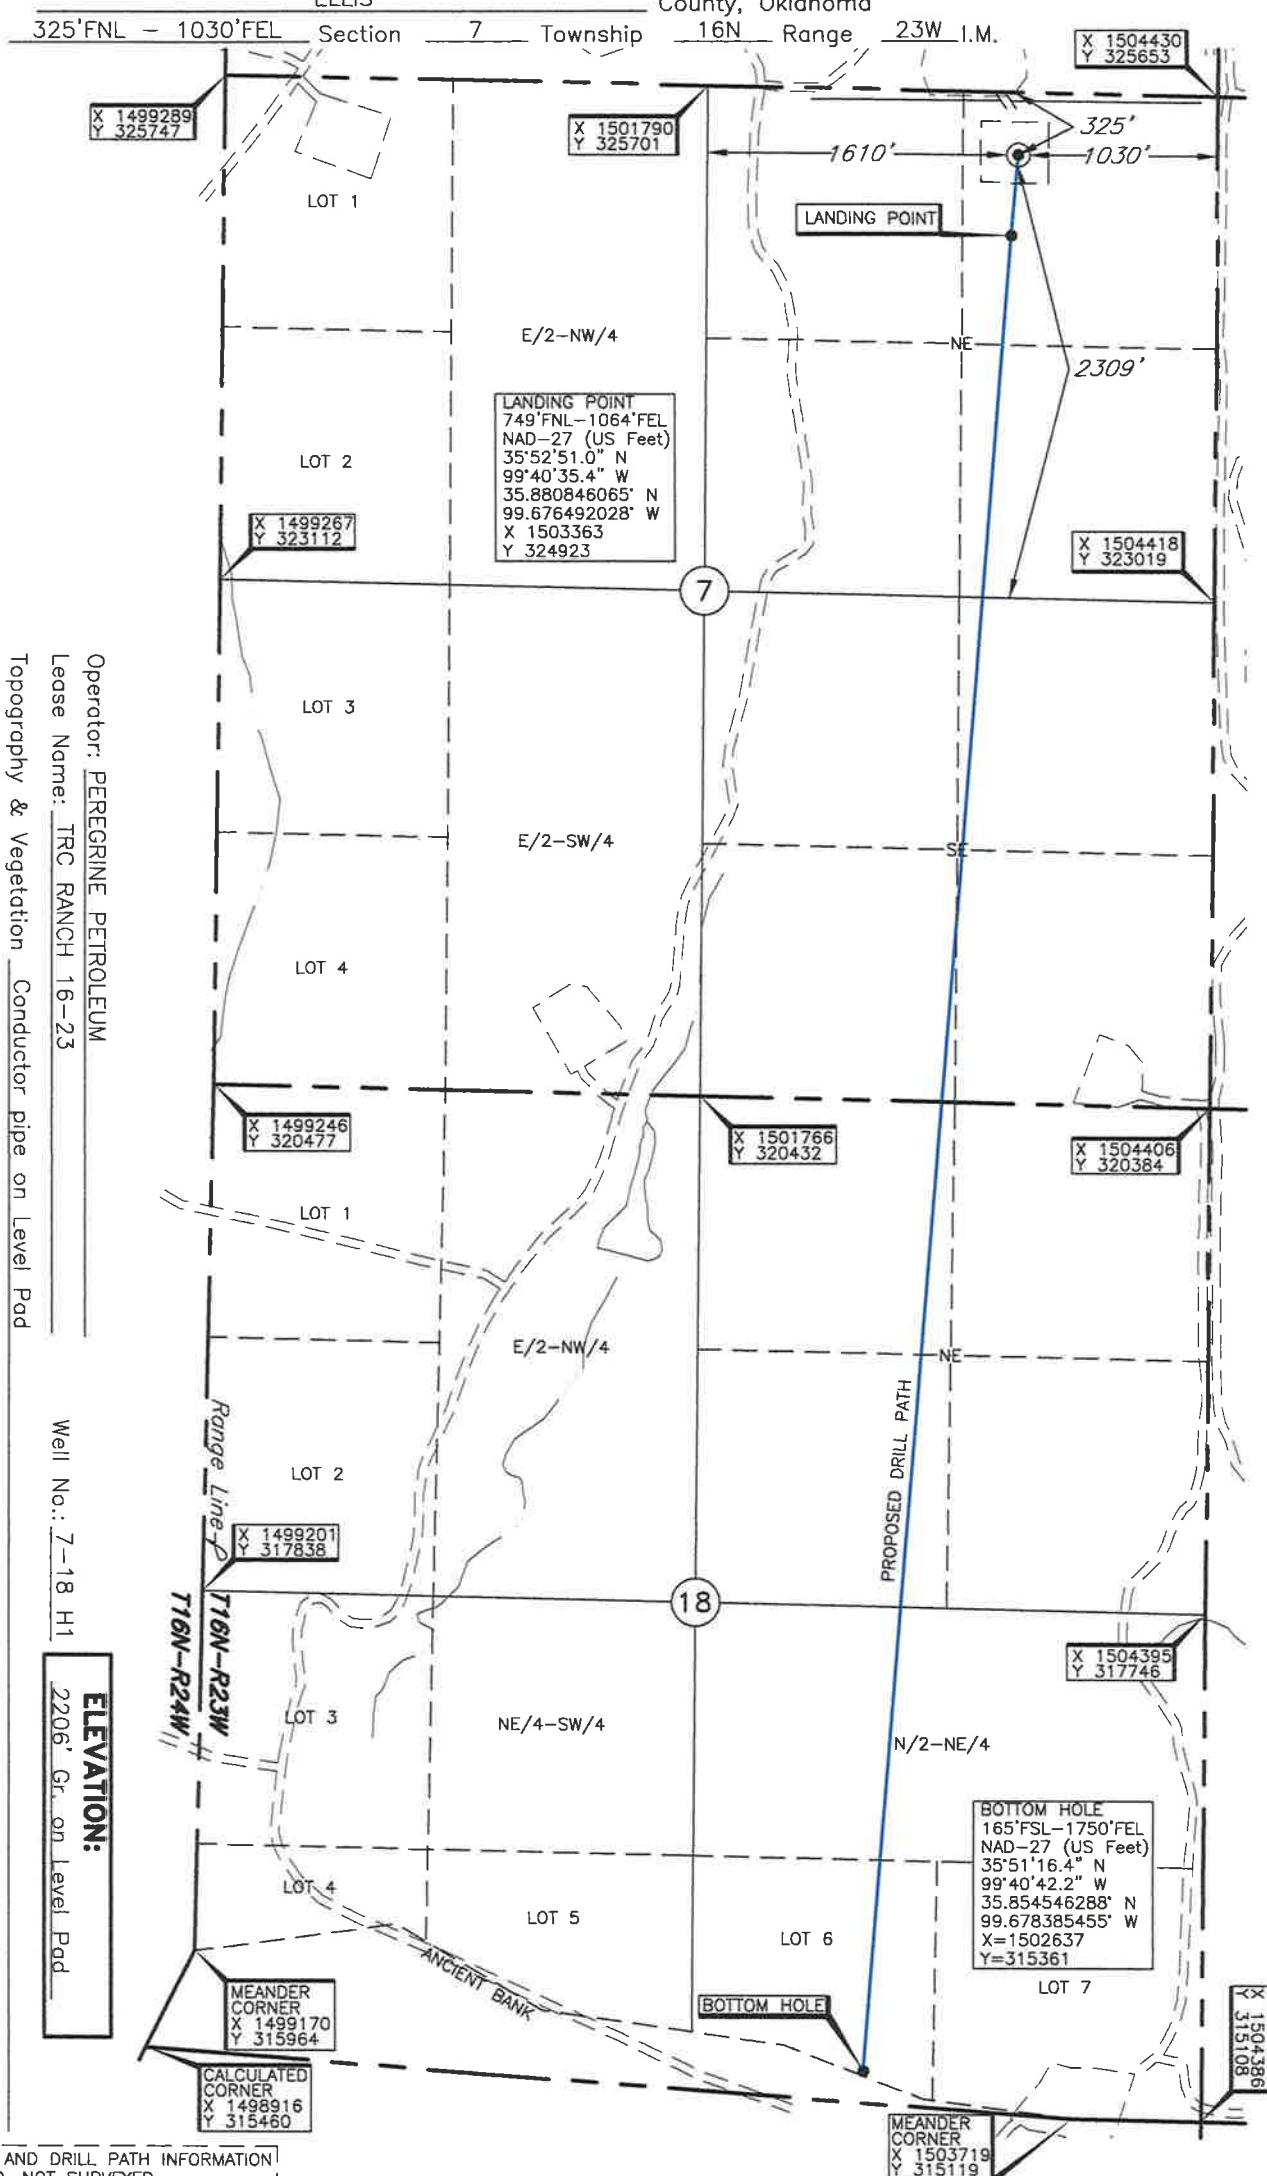 ELLIS County, Oklahoma
325'FNL - 1030'FEL Section 7 Township 16N Range 23W I.M.
X 1504430
Y 325653
X 1499289
Y 325747
X 1501790
Y 325701
325'
1610'
1030'
LOT 1
LANDING POINT
E/2-NW/4
NE
2309'
LANDING POINT
749'FNL-1064'FEL
NAD-27 (US Feet)
35°52'51.0" N
99°40'35.4" W
35.880846065° N
99.676492028° W
X 1503363
Y 324923
LOT 2
X 1499267
Y 323112
X 1504418
Y 323019
7
LOT 3
E/2-SW/4
SE
LOT 4
X 1499246
Y 320477
X 1501766
Y 320432
X 1504406
Y 320384
LOT 1
E/2-NW/4
NE
PROPOSED DRILL PATH
LOT 2
Range Line
X 1499201
Y 317838
18
T16N-R23W
T16N-R24W
X 1504395
Y 317746
LOT 3
NE/4-SW/4
N/2-NE/4
BOTTOM HOLE
165'FSL-1750'FEL
NAD-27 (US Feet)
35°51'16.4" N
99°40'42.2" W
35.854546288° N
99.678385455° W
X=1502637
Y=315361
LOT 4
LOT 5
LOT 6
LOT 7
ANCIENT BANK
BOTTOM HOLE
MEANDER
CORNER
X 1499170
Y 315964
CALCULATED
CORNER
X 1498916
Y 315460
X 1504386
Y 315108
MEANDER
CORNER
X 1503719
Y 315119
Operator: PEREGRINE PETROLEUM
Lease Name: TRC RANCH 16-23 Well No.: 7-18 H1
Topography & Vegetation Conductor pipe on Level Pad
ELEVATION:
2206' Gr. on Level Pad
AND DRILL PATH INFORMATION
NOT SURVEYED